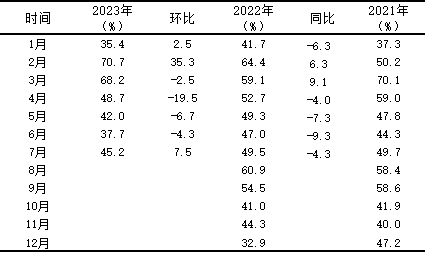 时间 2023年（%） 环比 2022年（%） 同比 2021年（%）
1月 35.4 2.5 41.7 -6.3 37.3
2月 70.7 35.3 64.4 6.3 50.2
3月 68.2 -2.5 59.1 9.1 70.1
4月 48.7 -19.5 52.7 -4.0 59.0
5月 42.0 -6.7 49.3 -7.3 47.8
6月 37.7 -4.3 47.0 -9.3 44.3
7月 45.2 7.5 49.5 -4.3 49.7
8月 60.9 58.4
9月 54.5 58.6
10月 41.0 41.9
11月 44.3 40.0
12月 32.9 47.2